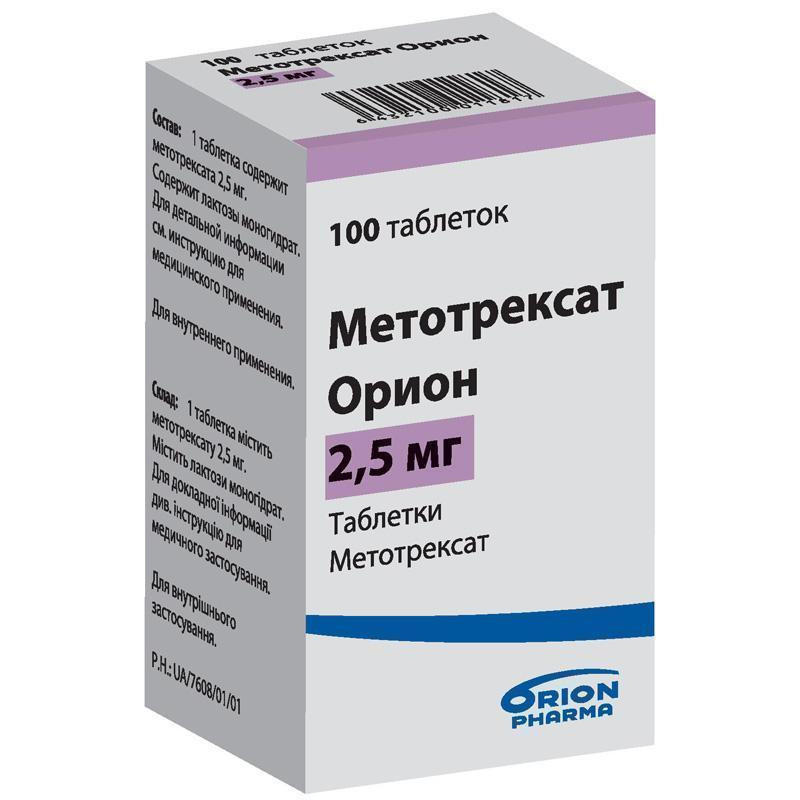 100 таблеток
Метотрексат Орион
2,5 мг
6 432100 011817
Состав: 1 таблетка содержит
метотрексата 2,5 мг.
Содержит лактозы моногидрат.
Для детальной информации
см. инструкцию для
медицинского применения.
Для внутреннего применения.
Склад: 1 таблетка містить
метотрексату 2,5 мг.
Містить лактози моногідрат.
Для докладної інформації
див. інструкцію для
медичного застосування.
Для внутрішнього
застосування.
Р.Н.: UA/7608/01/01
100 таблеток
Метотрексат
Орион
2,5 мг
Таблетки
Метотрексат
ORION
PHARMA